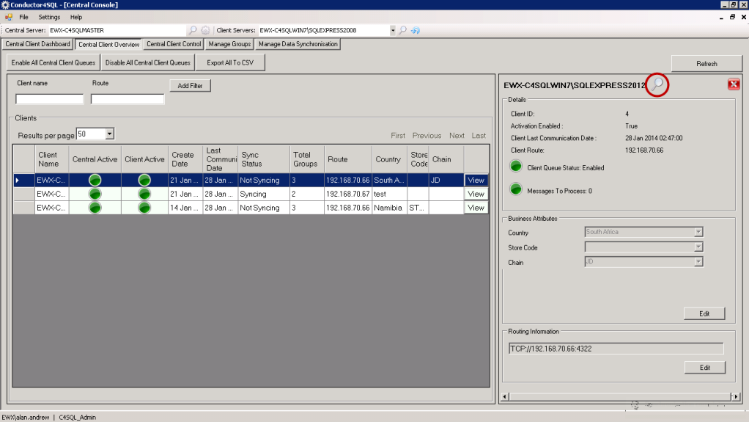 Conductor4SQL - [Central Console]
File Settings Help
Central Server: EWX-C4SQLMASTER Client Servers: EWX-C4SQLWIN7\SQLEXPRESS2008
Central Client Dashboard Central Client Overview Central Client Control Manage Groups Manage Data Synchronisation
Enable All Central Client Queues Disable All Central Client Queues Export All To CSV Refresh
Client name Route Add Filter
Clients
Results per page 50 First Previous Next Last
Client Name Central Active Client Active Create Date Last Communi Date Sync Status Total Groups Route Country Store Code Chain
EWX-C... 21 Jan ... 28 Jan ... Not Syncing 3 192.168.70.66 South A... JD View
EWX-C... 21 Jan ... 28 Jan ... Syncing 2 192.168.70.67 test View
EWX-C... 14 Jan ... 28 Jan ... Not Syncing 3 192.168.70.66 Namibia ST... View
EWX-C4SQLWIN7\SQLEXPRESS2012
Details
Client ID: 4
Activation Enabled : True
Client Last Communication Date : 28 Jan 2014 02:47:00
Client Route: 192.168.70.66
Client Queue Status: Enabled
Messages To Process: 0
Business Attributes
Country South Africa
Store Code
Chain JD
Edit
Routing Information
TCP://192.168.70.66:4322
Edit
EWX\alan.andrew | C4SQL_Admin